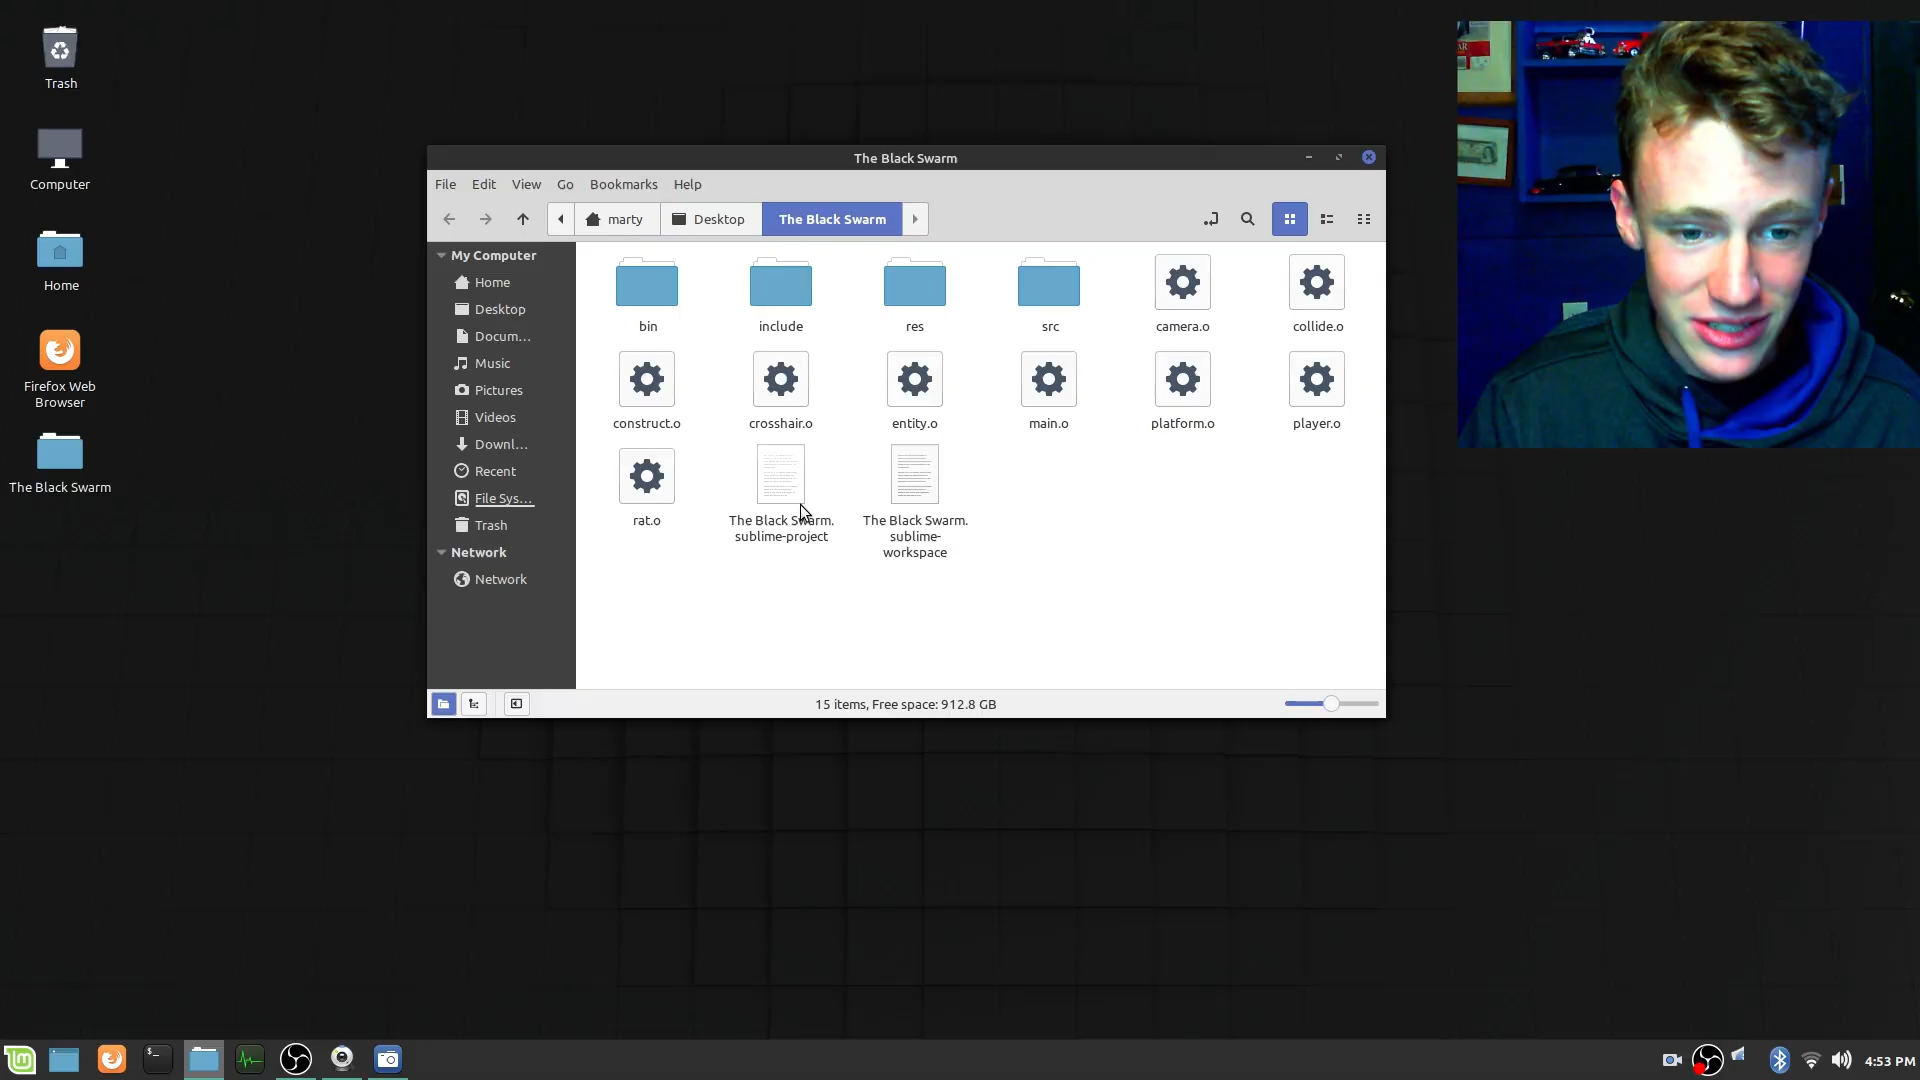 Trash
Computer
Home
Firefox Web
Browser
The Black Swarm
The Black Swarm
File Edit View Go Bookmarks Help
marty Desktop The Black Swarm
My Computer
Home
Desktop
Docum...
Music
Pictures
Videos
Downl...
Recent
File Sys...
Trash
Network
Network
bin include res src camera.o collide.o
construct.o crosshair.o entity.o main.o platform.o player.o
rat.o
The Black Swarm.
sublime-project
The Black Swarm.
sublime-
workspace
15 items, Free space: 912.8 GB
4:53 PM